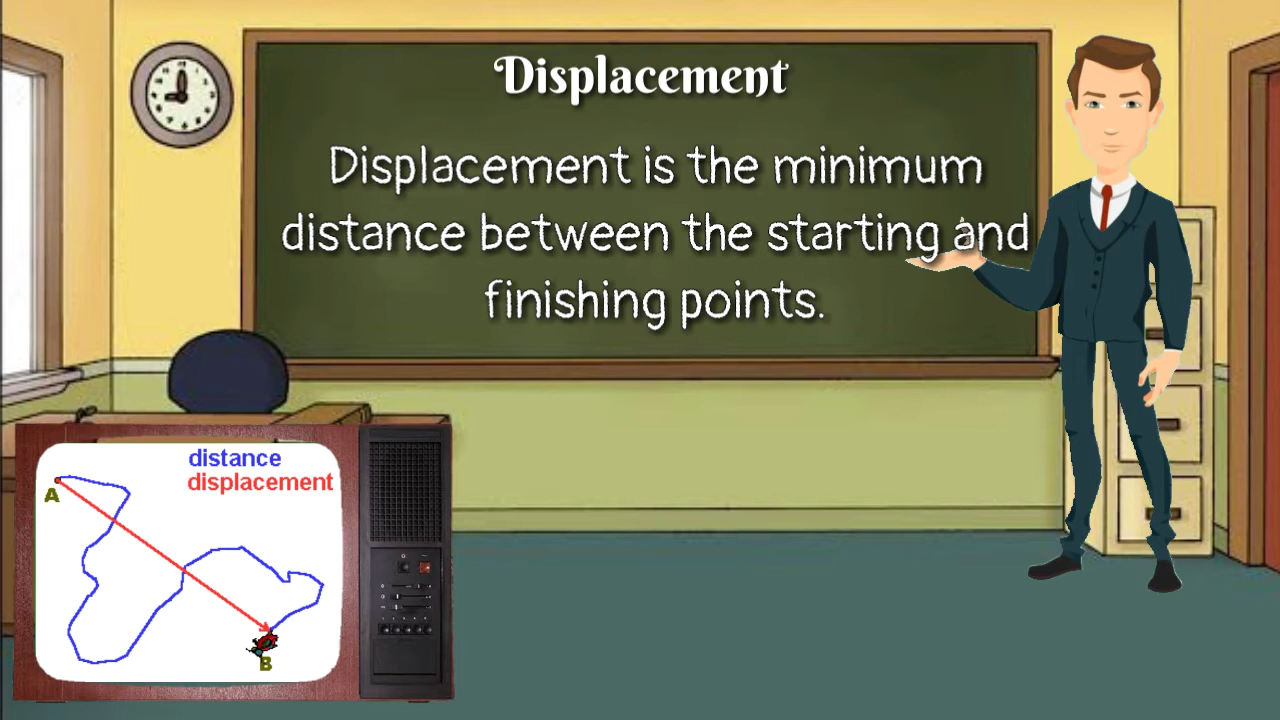 Displacement
Displacement is the minimum
distance between the starting and
finishing points.
distance
displacement
A
B